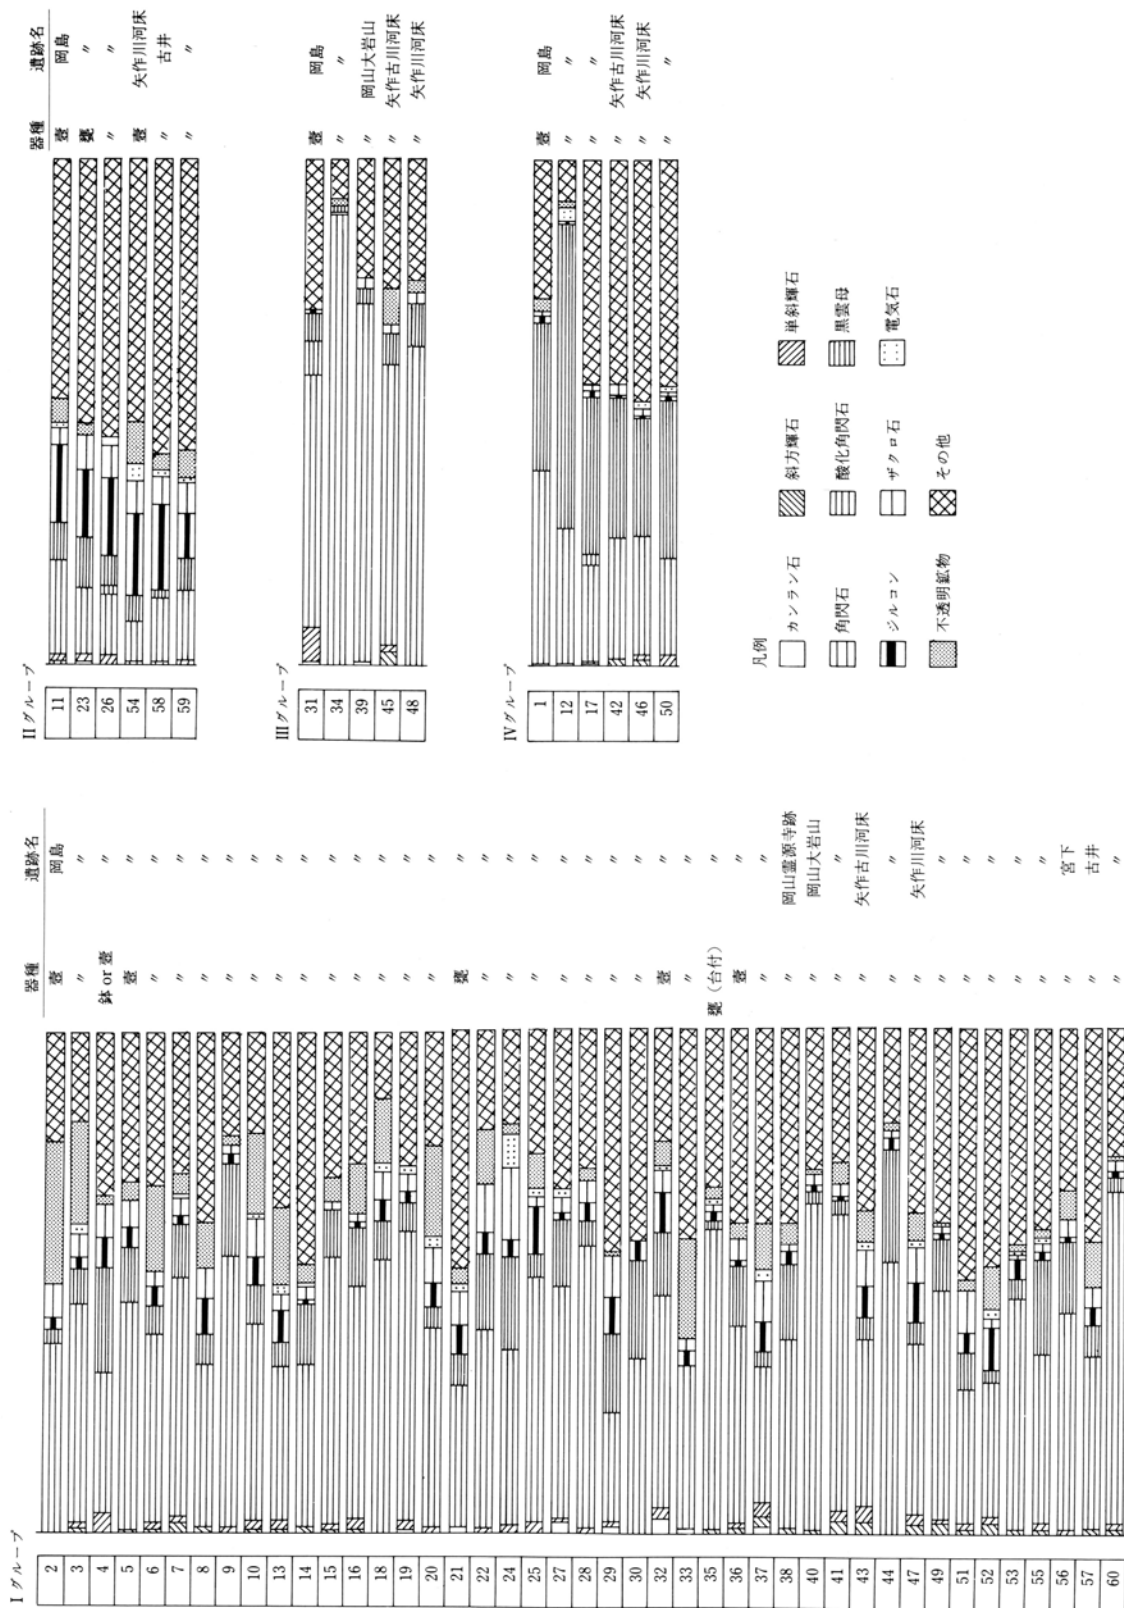 Iグループ 器種 遺跡名
2 壺 岡島
3 〃 〃
4 鉢 or 壺 〃
5 壺 〃
6 〃 〃
7 〃 〃
8 〃 〃
9 〃 〃
10 〃 〃
13 〃 〃
14 〃 〃
15 〃 〃
16 〃 〃
18 〃 〃
19 〃 〃
20 〃 〃
21 甕 〃
22 〃 〃
24 〃 〃
25 〃 〃
27 〃 〃
28 〃 〃
29 〃 〃
30 〃 〃
32 壺 〃
33 〃 〃
35 甕（台付） 〃
36 壺 〃
37 〃 〃
38 〃 岡山霊源寺跡
40 〃 岡山大岩山
41 〃 〃
43 〃 矢作古川河床
44 〃 〃
47 〃 矢作川河床
49 〃 〃
51 〃 〃
52 〃 〃
53 〃 〃
55 〃 〃
56 〃 宮下
57 〃 古井
60 〃 〃
IIグループ 器種 遺跡名
11 壺 岡島
23 甕 〃
26 〃 〃
54 壺 矢作川河床
58 〃 古井
59 〃 〃
IIIグループ
31 壺 岡島
34 〃 〃
39 〃 岡山大岩山
45 〃 矢作古川河床
48 〃 矢作川河床
IVグループ
1 壺 岡島
12 〃 〃
17 〃 〃
42 〃 矢作古川河床
46 〃 矢作川河床
50 〃 〃
凡例
カンラン石 斜方輝石 単斜輝石
角閃石 酸化角閃石 黒雲母
ジルコン ザクロ石 電気石
不透明鉱物 その他